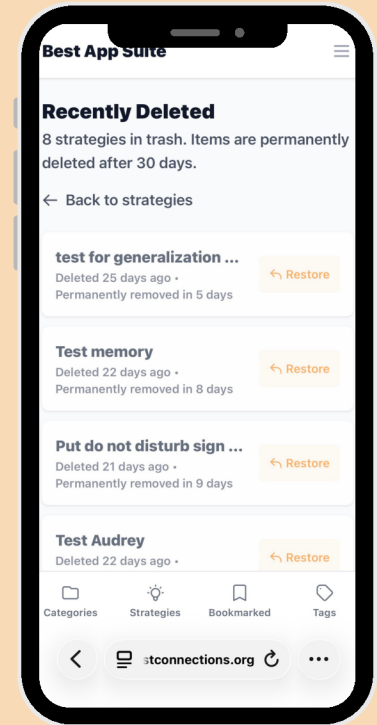 Best App Suite
Recently Deleted
8 strategies in trash. Items are permanently
deleted after 30 days.
← Back to strategies
test for generalization ...
Deleted 25 days ago •
Permanently removed in 5 days
Restore
Test memory
Deleted 22 days ago •
Permanently removed in 8 days
Restore
Put do not disturb sign ...
Deleted 21 days ago •
Permanently removed in 9 days
Restore
Test Audrey
Deleted 22 days ago •
Restore
Categories
Strategies
Bookmarked
Tags
stconnections.org